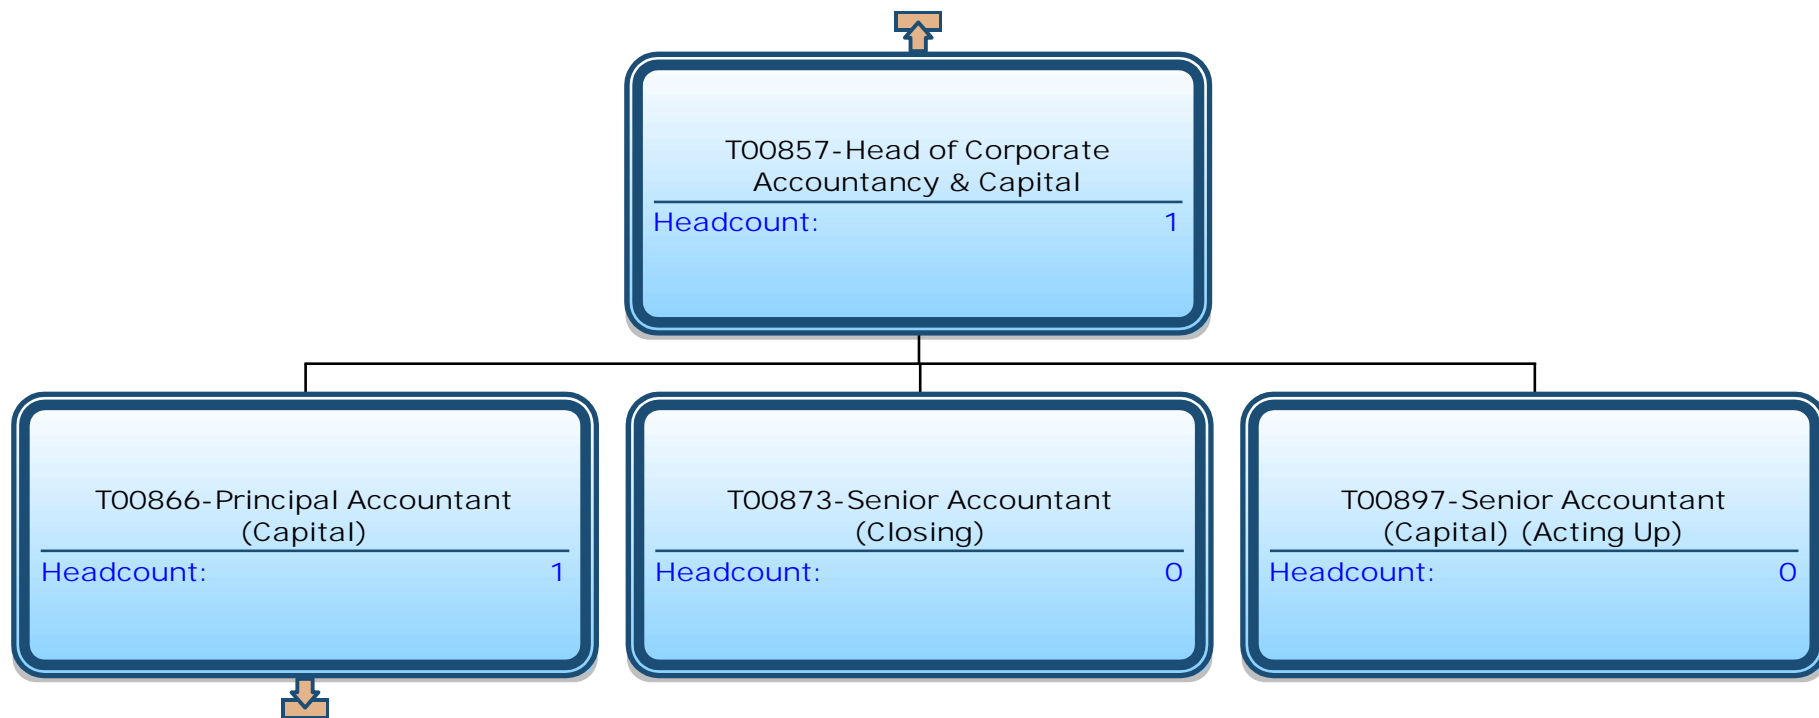 T00857-Head of Corporate
Accountancy & Capital
Headcount: 1
T00866-Principal Accountant
(Capital)
Headcount: 1
T00873-Senior Accountant
(Closing)
Headcount: 0
T00897-Senior Accountant
(Capital) (Acting Up)
Headcount: 0